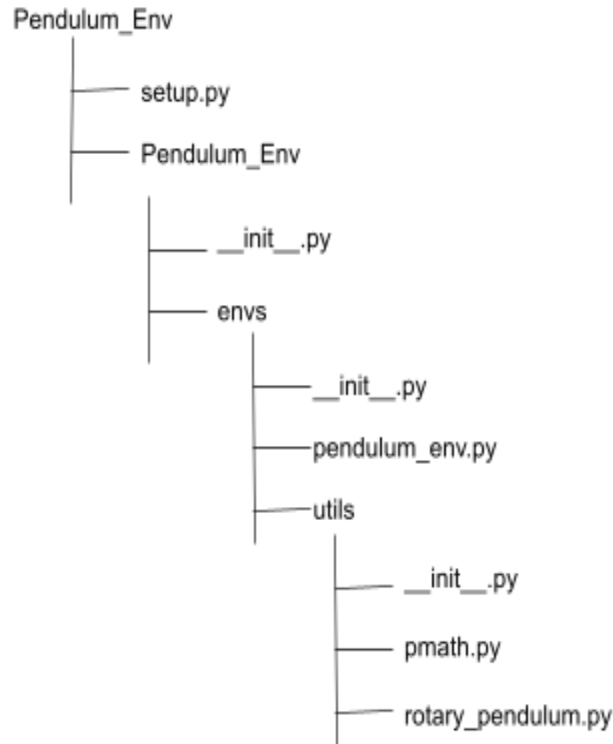 Pendulum_Env
setup.py
Pendulum_Env
__init__.py
envs
__init__.py
pendulum_env.py
utils
__init__.py
pmath.py
rotary_pendulum.py